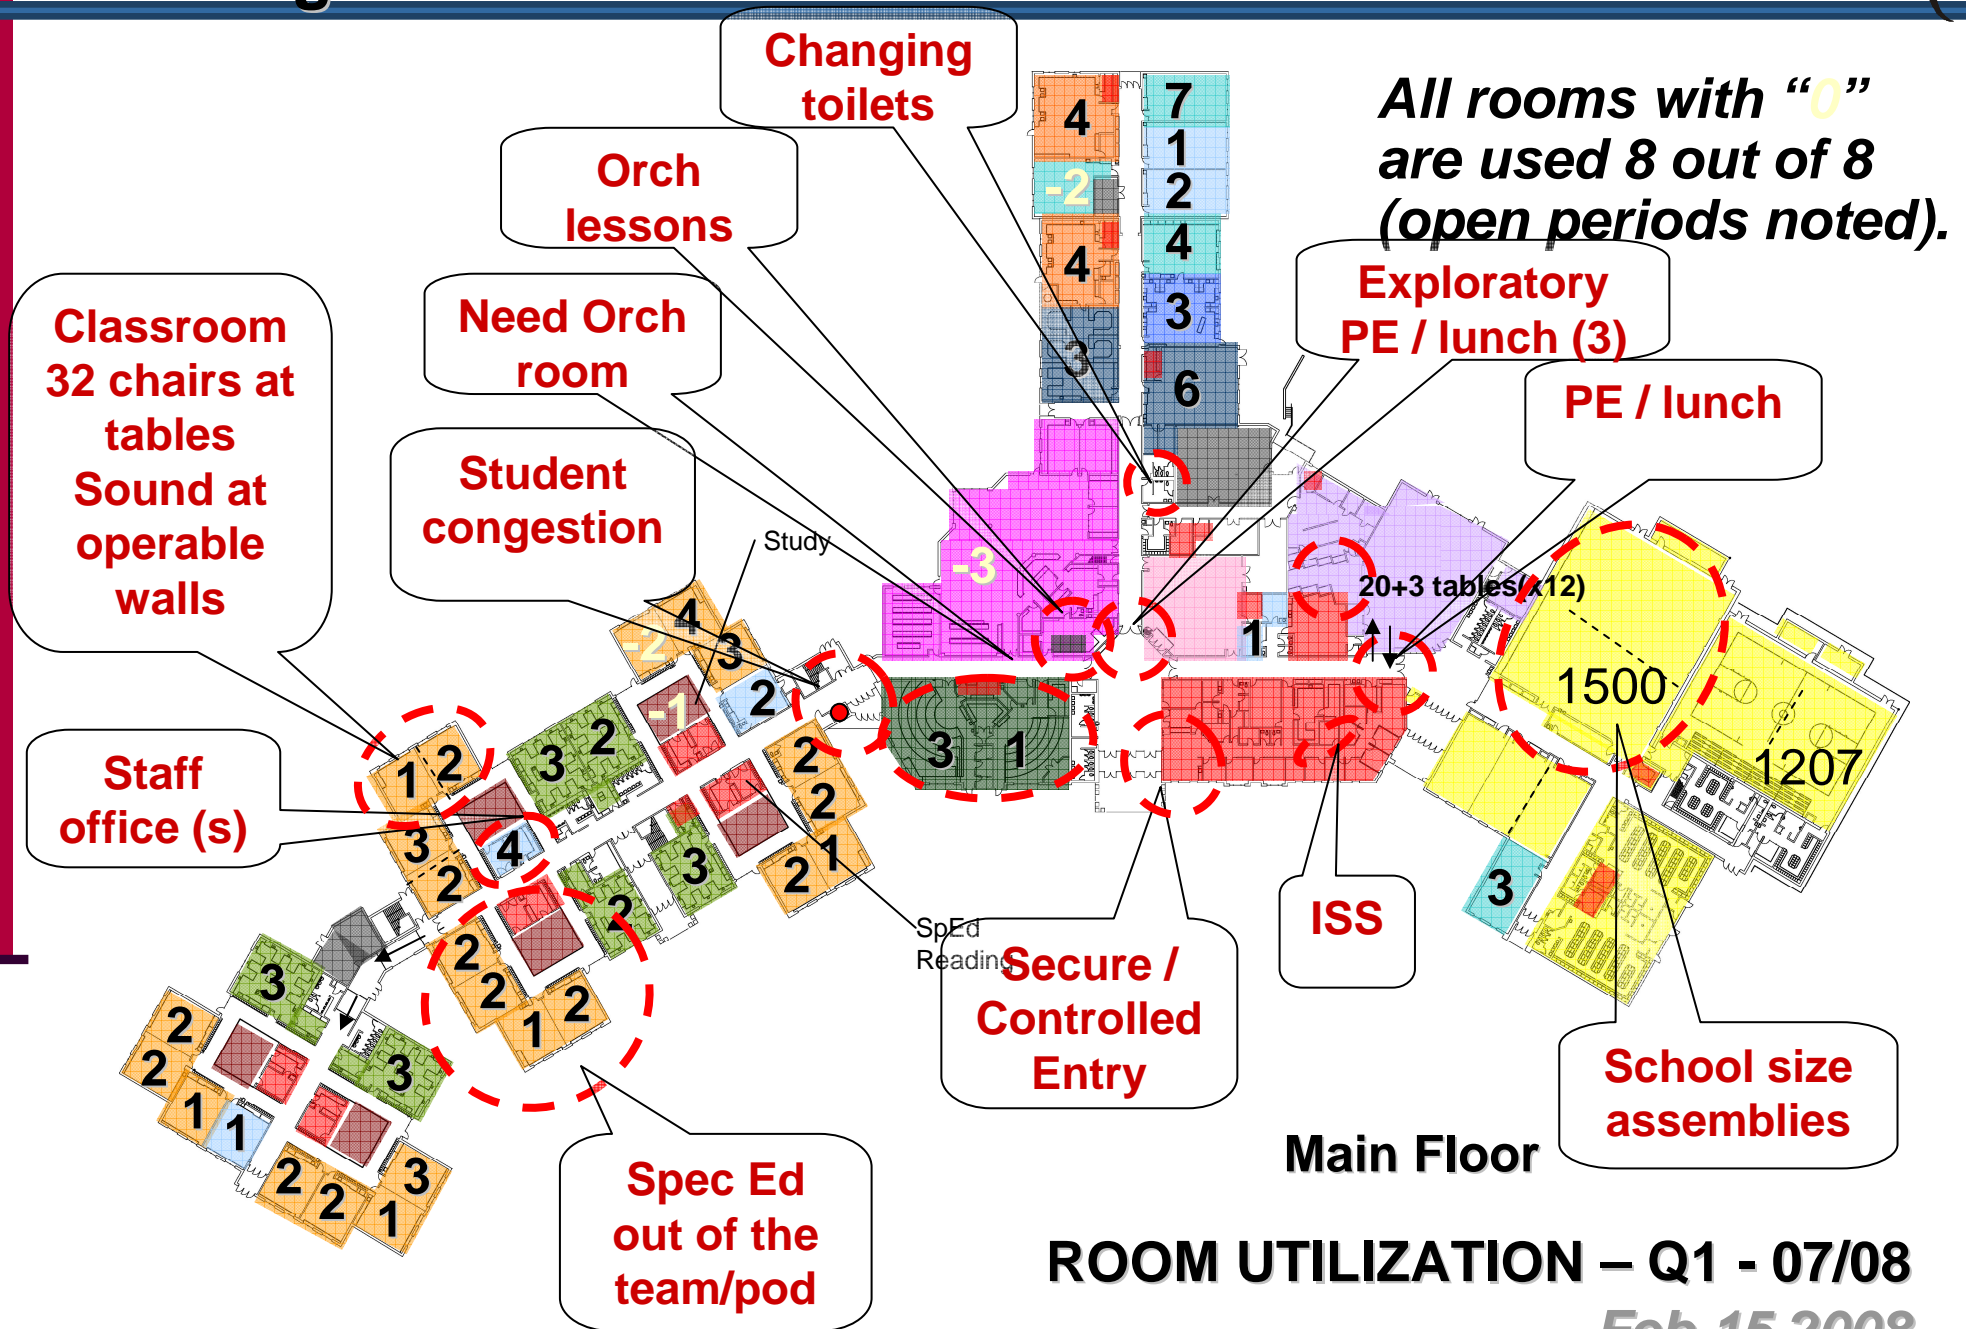 Changing
toilets
All rooms with “0”
are used 8 out of 8
(open periods noted).
Orch
lessons
Exploratory
PE / lunch (3)
Need Orch
room
PE / lunch
Classroom
32 chairs at
tables
Sound at
operable
walls
Student
congestion
Study
Staff
office (s)
4
7
1
-2
2
4
4
3
3
6
-3
20+3 tables(x12)
1
4
-2
3
2
-1
1500
1207
3
1
2
3
2
2
1
2
3
4
2
2
1
2
3
2
3
SpEd
Reading
ISS
Secure /
Controlled
Entry
School size
assemblies
2
2
2
1
3
2
2
1
1
3
2
2
3
1
Spec Ed
out of the
team/pod
Main Floor
ROOM UTILIZATION – Q1 - 07/08
Feb 15 2008